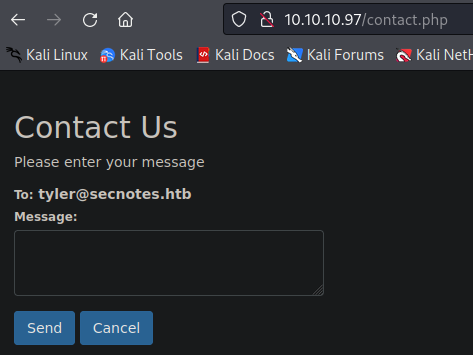 10.10.10.97/contact.php
Kali Linux Kali Tools Kali Docs Kali Forums Kali NetH
Contact Us
Please enter your message
To: tyler@secnotes.htb
Message:
Send Cancel